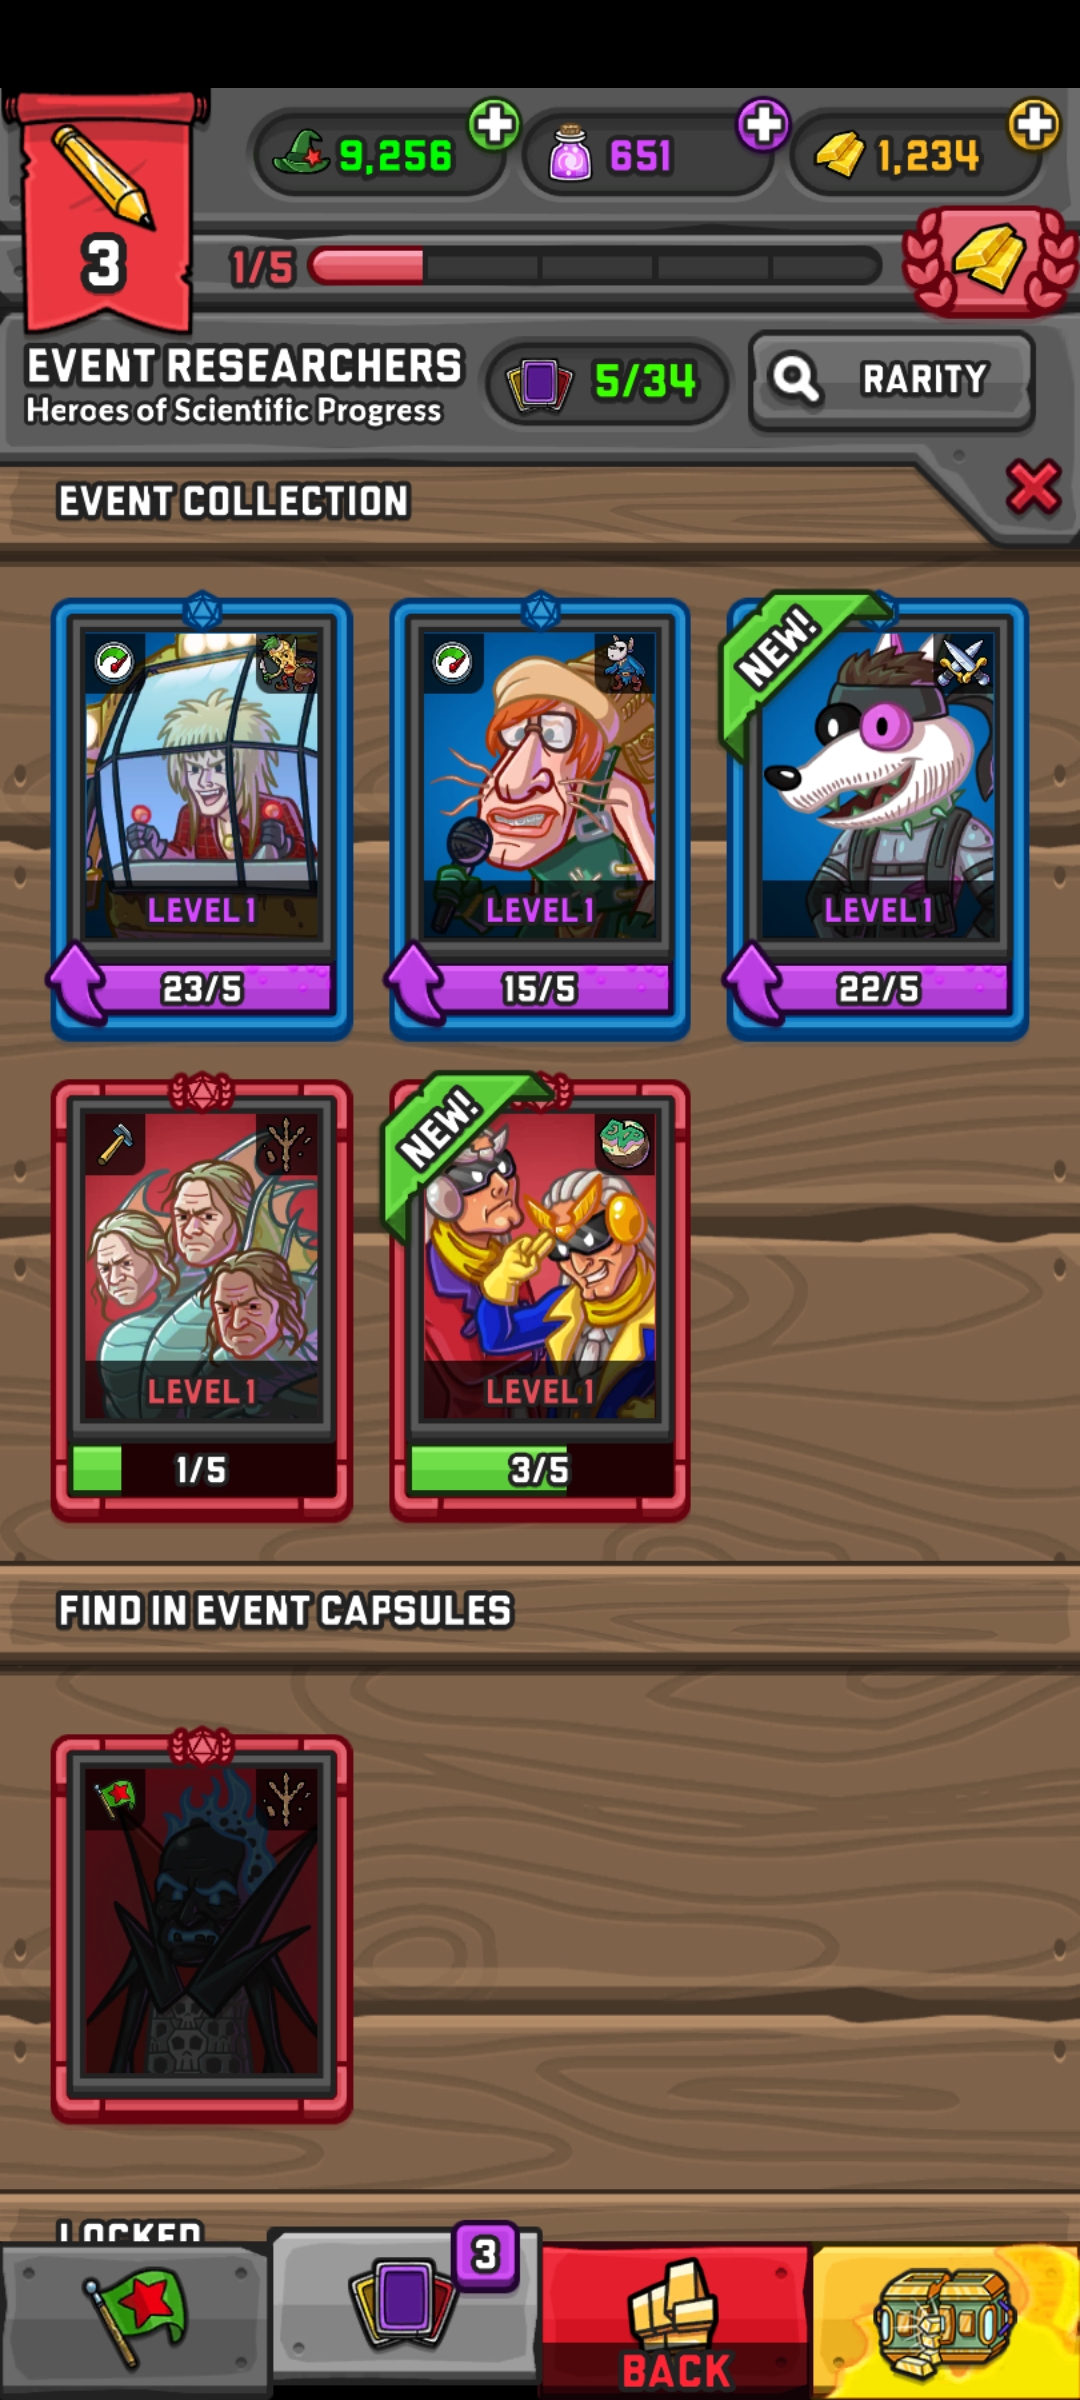 9,256
651
1,234
3
1/5
EVENT RESEARCHERS
Heroes of Scientific Progress
5/34
RARITY
EVENT COLLECTION
NEW!
LEVEL 1
LEVEL 1
LEVEL 1
23/5
15/5
22/5
NEW!
LEVEL 1
LEVEL 1
1/5
3/5
FIND IN EVENT CAPSULES
LOCKED
3
BACK